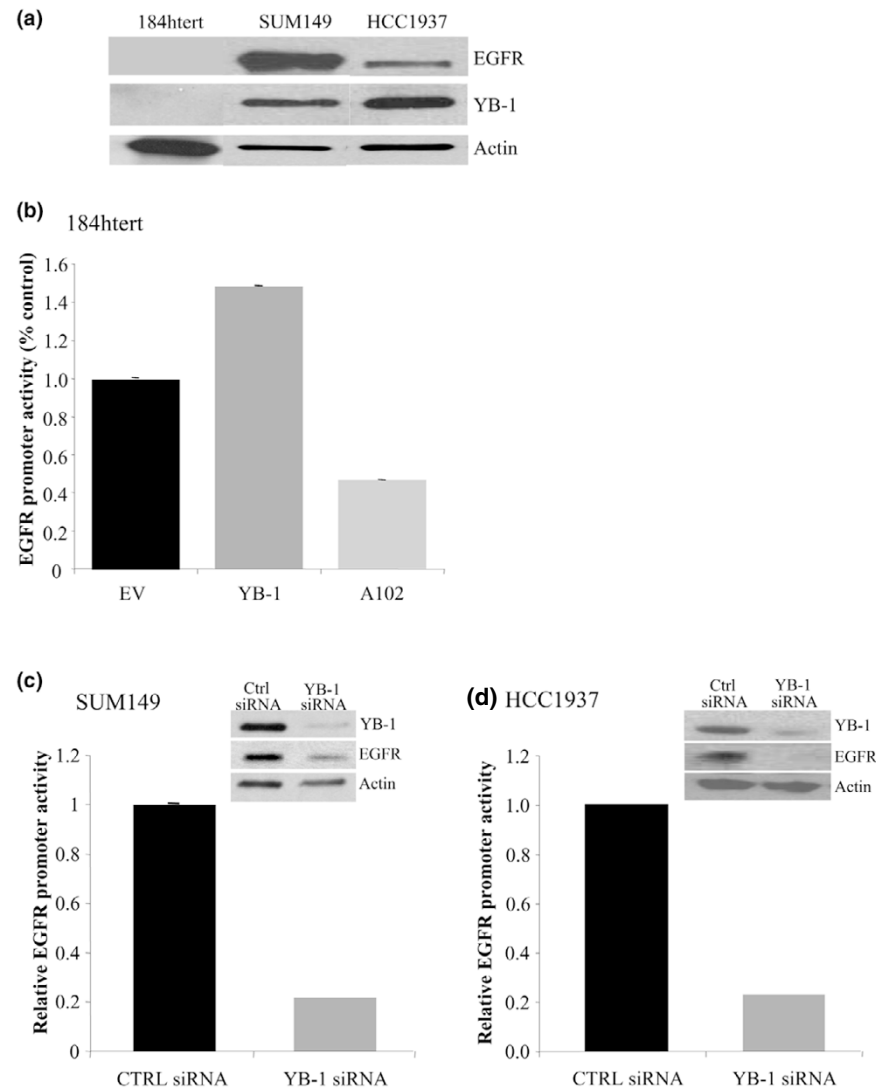 (a)
184htert SUM149 HCC1937
EGFR
YB-1
Actin
(b)
184htert
EGFR promoter activity (% control)
1.6
1.4
1.2
1.0
0.8
0.6
0.4
0.2
0
EV YB-1 A102
(c)
SUM149
Ctrl siRNA YB-1 siRNA
YB-1
EGFR
Actin
Relative EGFR promoter activity
1.2
1
0.8
0.6
0.4
0.2
0
CTRL siRNA YB-1 siRNA
(d)
HCC1937
Ctrl siRNA YB-1 siRNA
YB-1
EGFR
Actin
Relative EGFR promoter activity
1.2
1.0
0.8
0.6
0.4
0.2
0.0
CTRL siRNA YB-1 siRNA